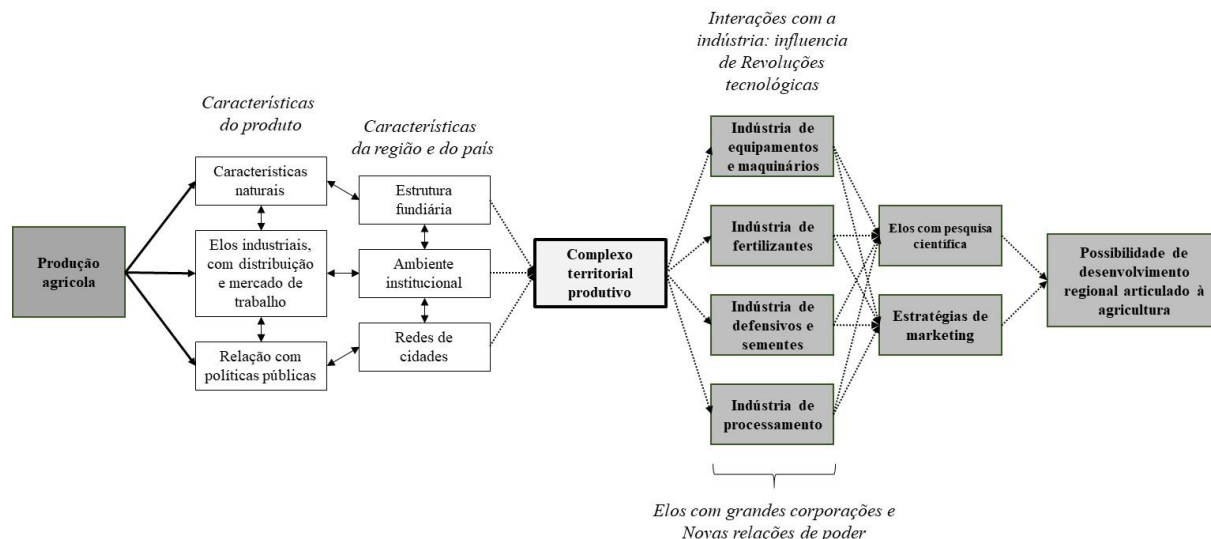 Produção
agrícola
Características
do produto
Características
naturais
Elos industriais,
com distribuição
e mercado de
trabalho
Relação com
políticas públicas
Características
da região e do país
Estrutura
fundiária
Ambiente
institucional
Redes de
cidades
Complexo
territorial
produtivo
Interações com a
indústria: influencia
de Revoluções
tecnológicas
Indústria de
equipamentos
e maquinários
Indústria de
fertilizantes
Indústria de
defensivos e
sementes
Indústria de
processamento
Elos com grandes corporações e
Novas relações de poder
Elos com pesquisa
científica
Estratégias de
marketing
Possibilidade de
desenvolvimento
regional articulado à
agricultura